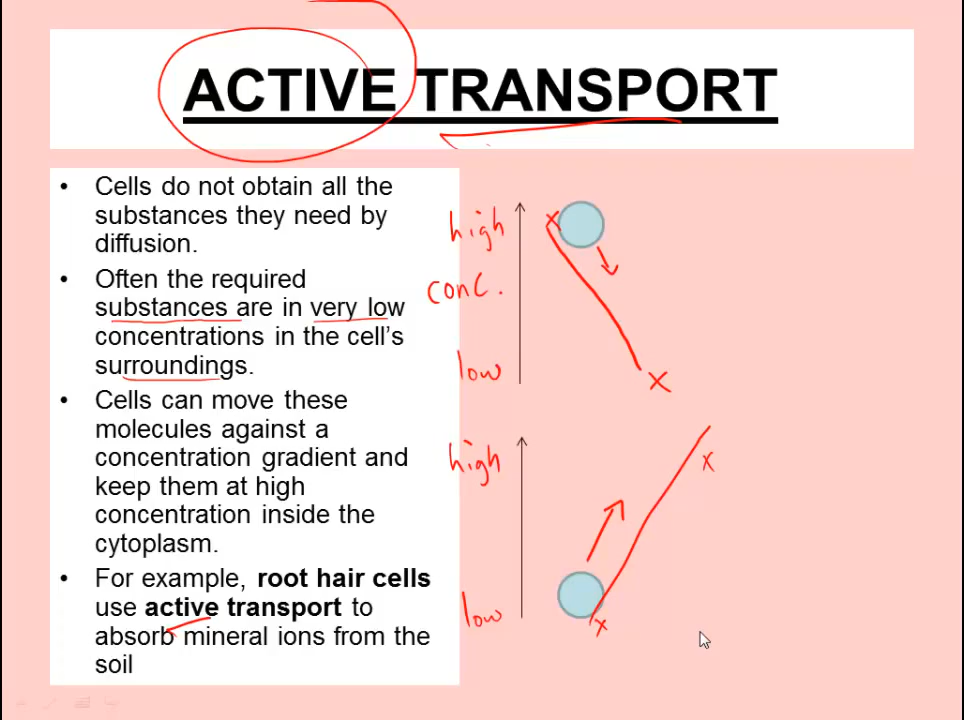 ACTIVE TRANSPORT
• Cells do not obtain all the
substances they need by
diffusion.
• Often the required
substances are in very low
concentrations in the cell's
surroundings.
• Cells can move these
molecules against a
concentration gradient and
keep them at high
concentration inside the
cytoplasm.
• For example, root hair cells
use active transport to
absorb mineral ions from the
soil
high
conc.
low
high
low